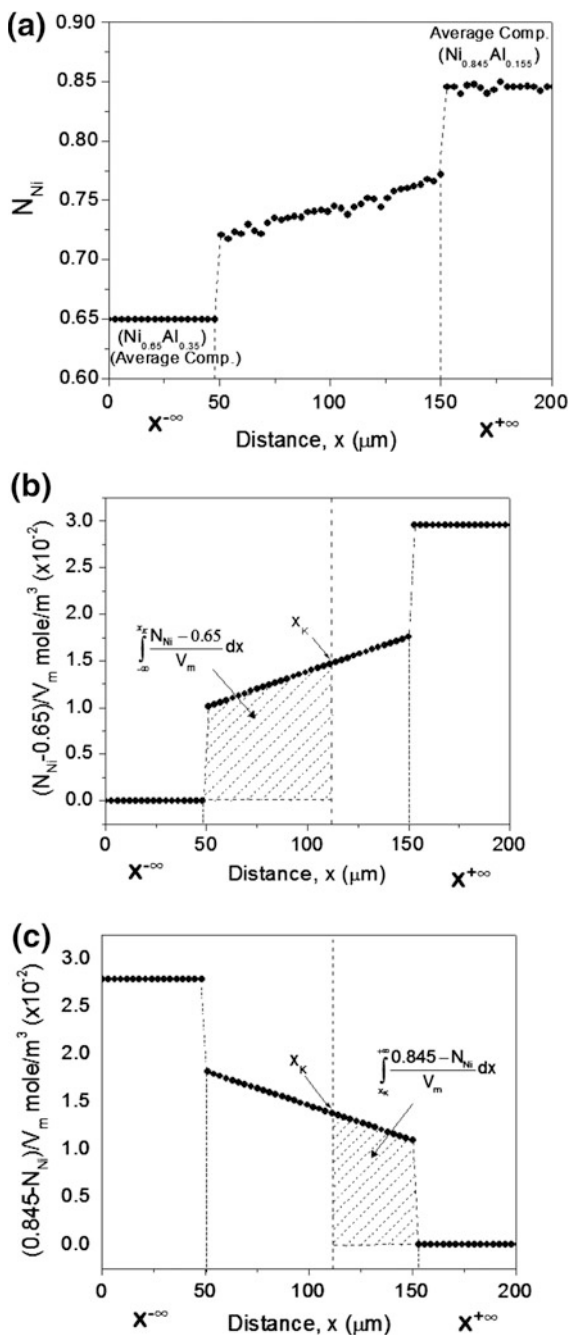 (a)
Average Comp.
(Ni0.845Al0.155)
0.90
0.85
0.80
0.75
0.70
0.65
0.60
NNi
(Ni0.65Al0.35)
(Average Comp.)
0 50 100 150 200
X-∞ Distance, x (μm) X+∞
(b)
3.0
2.5
2.0
1.5
1.0
0.5
0.0
(NNi-0.65)/Vm mole/m3 (x10-2)
XK
∫-∞xK NNi − 0.65 / Vm dx
0 50 100 150 200
X-∞ Distance, x (μm) X+∞
(c)
3.0
2.5
2.0
1.5
1.0
0.5
0.0
(0.845-NNi)/Vm mole/m3 (x10-2)
XK
∫xK+∞ 0.845 − NNi / Vm dx
0 50 100 150 200
X-∞ Distance, x (μm) X+∞